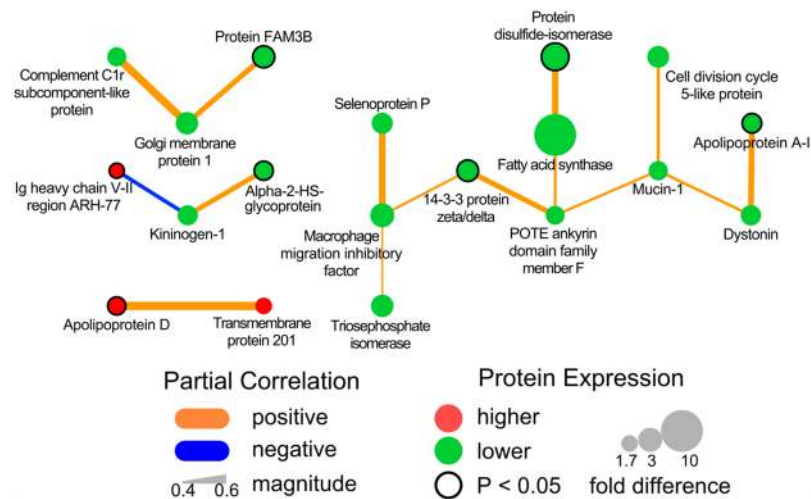 Protein FAM3B
Complement C1r
subcomponent-like
protein
Golgi membrane
protein 1
Protein
disulfide-isomerase
Cell division cycle
5-like protein
Selenoprotein P
Fatty acid synthase
Apolipoprotein A-I
Ig heavy chain V-II
region ARH-77
Alpha-2-HS-
glycoprotein
Kininogen-1
14-3-3 protein
zeta/delta
Mucin-1
Macrophage
migration inhibitory
factor
POTE ankyrin
domain family
member F
Dystonin
Apolipoprotein D
Transmembrane
protein 201
Triosephosphate
isomerase
Partial Correlation
positive
negative
0.4 0.6 magnitude
Protein Expression
higher
lower
P < 0.05
1.7 3 10
fold difference